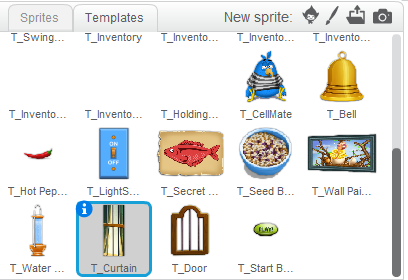 Sprites Templates New sprite:
T_Swing... T_Inventory T_Invento... T_Invento... T_Invento...
T_Invento... T_Invento... T_Holding... T_CellMate T_Bell
ON
OFF
T_Hot Pep... T_LightS... T_Secret ... T_Seed B... T_Wall Pai...
PLAY!
T_Water ... T_Curtain T_Door T_Start B...